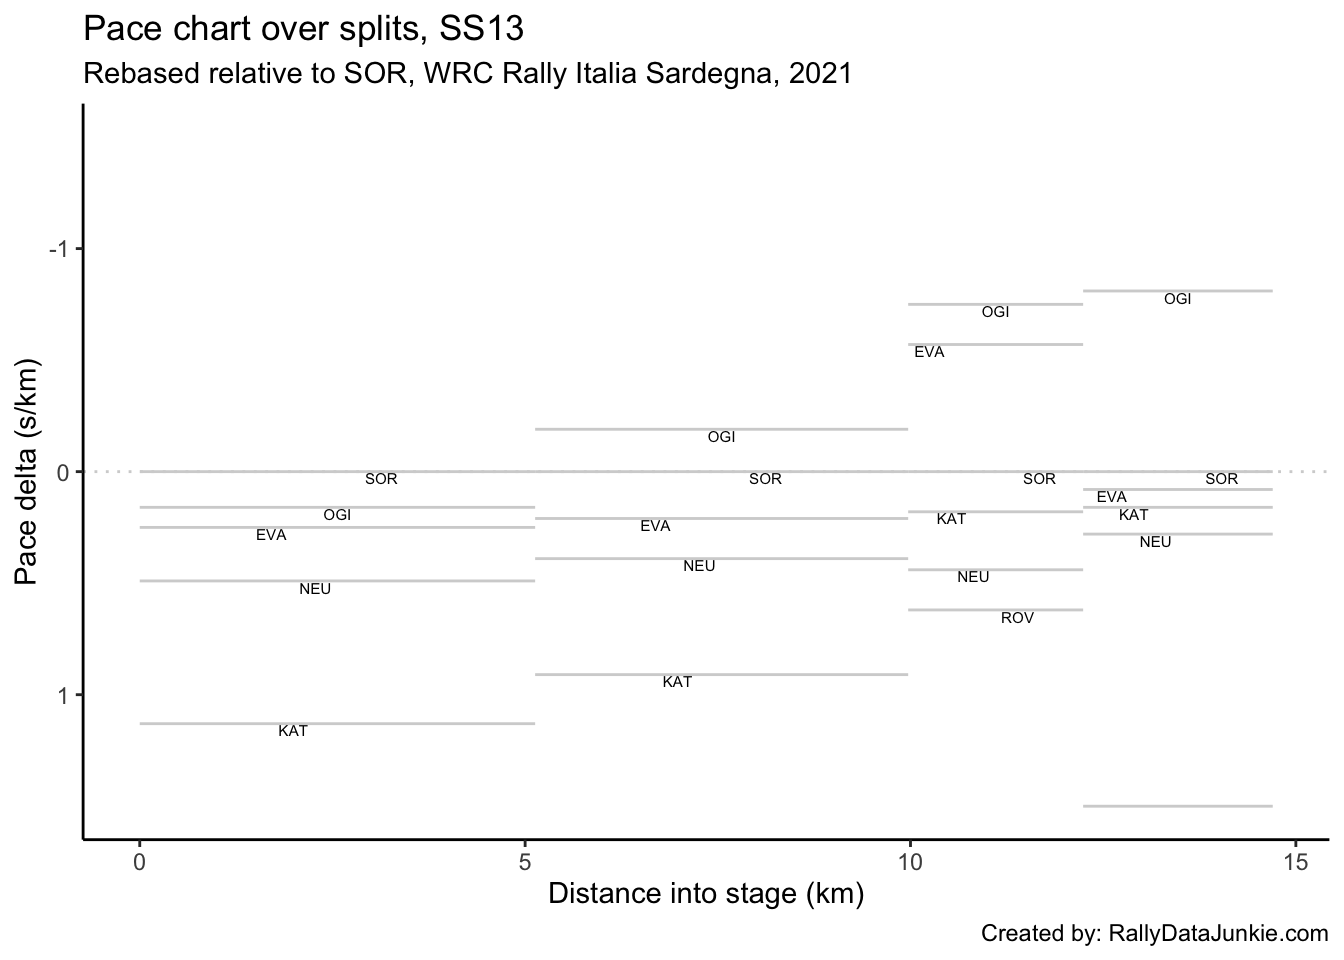 Pace chart over splits, SS13
Rebased relative to SOR, WRC Rally Italia Sardegna, 2021
Pace delta (s/km)
-1
0
1
OGI
OGI
EVA
OGI
SOR
SOR
SOR
SOR
EVA
OGI
KAT
KAT
EVA
EVA
NEU
NEU
NEU
NEU
ROV
KAT
KAT
0
5
10
15
Distance into stage (km)
Created by: RallyDataJunkie.com